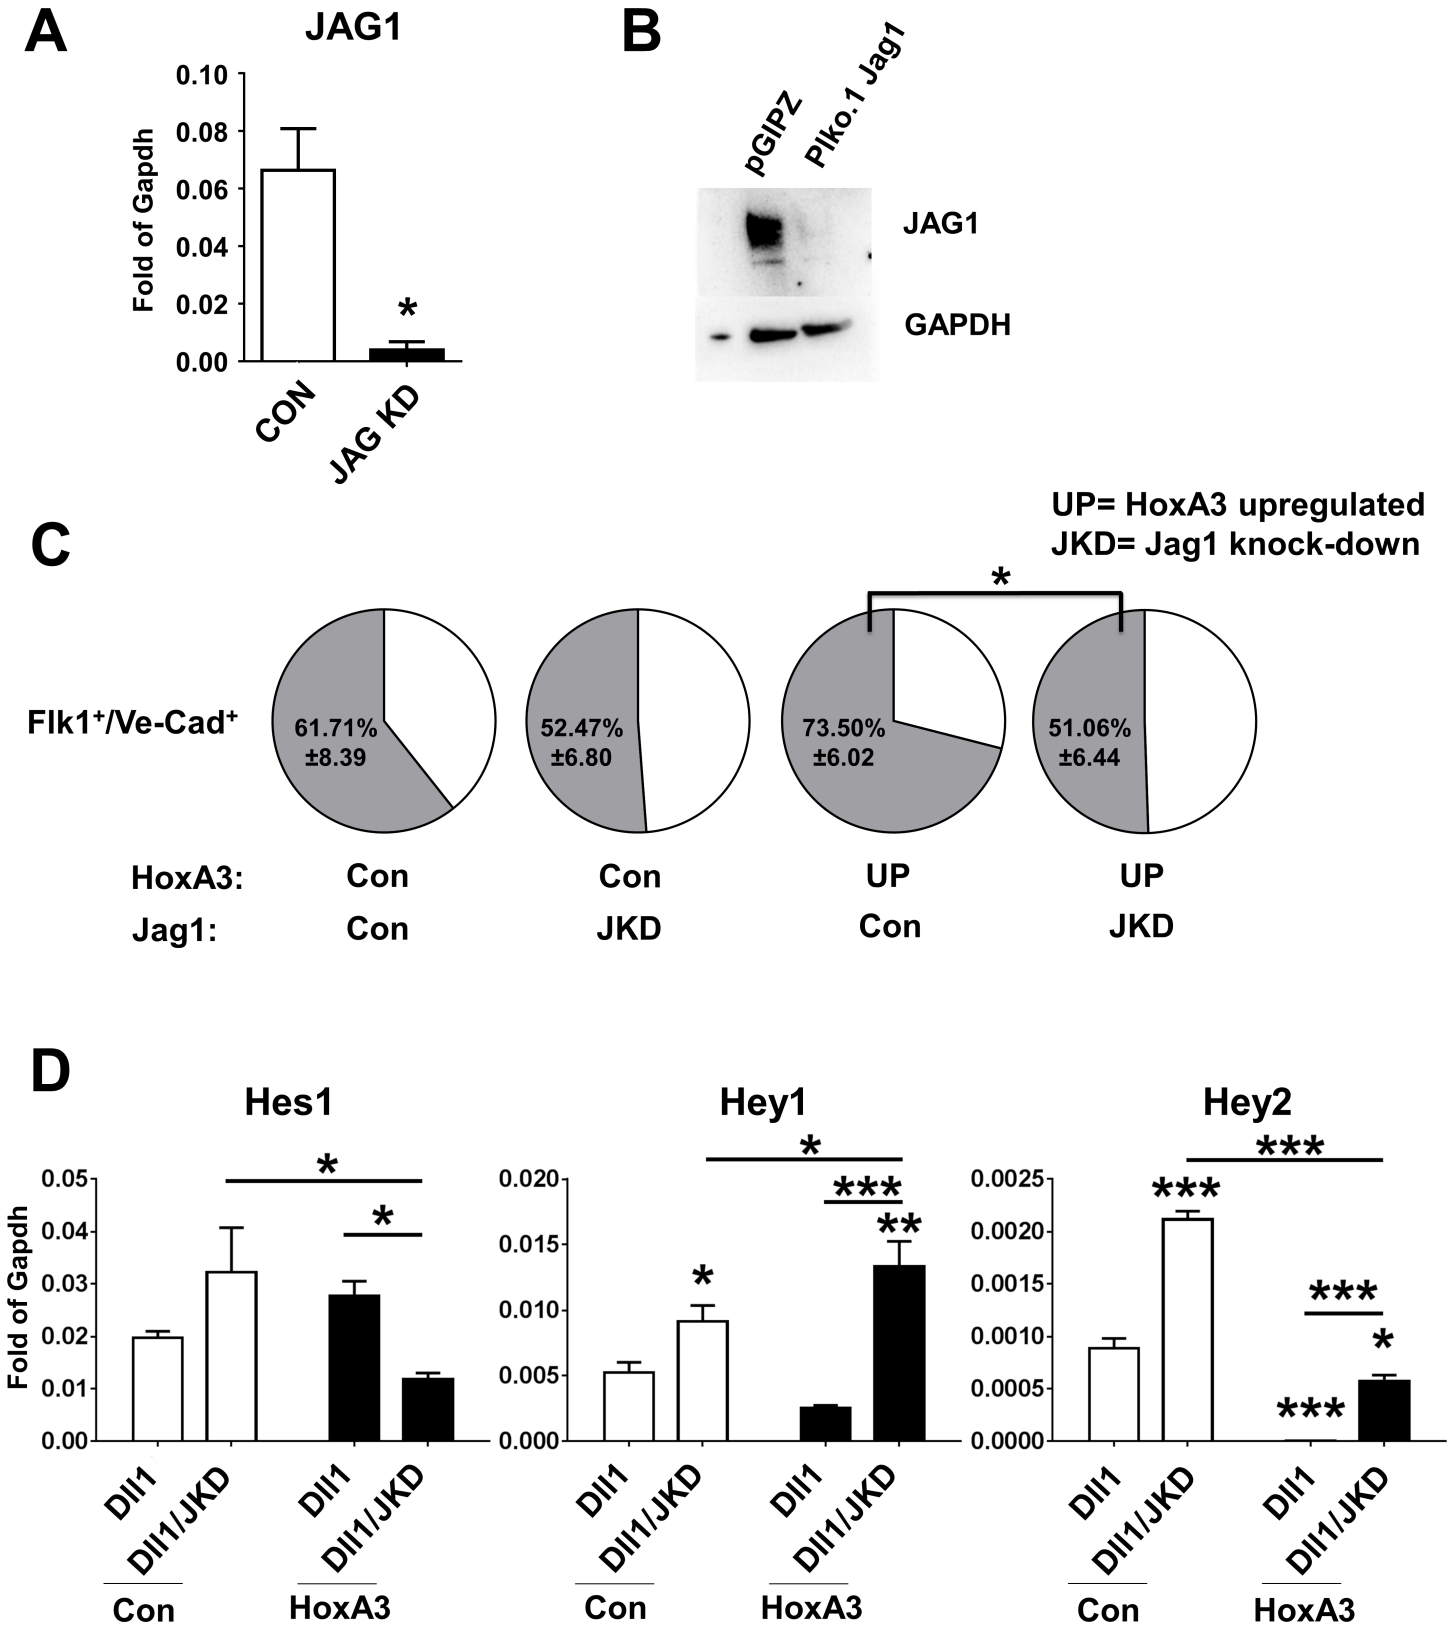 A
JAG1
Fold of Gapdh
0.10
0.08
0.06
0.04
0.02
0.00
*
CON
JAG KD
B
pGIPZ
Plko.1 Jag1
JAG1
GAPDH
C
UP= HoxA3 upregulated
JKD= Jag1 knock-down
*
Flk1⁺/Ve-Cad⁺
61.71%
±8.39
52.47%
±6.80
73.50%
±6.02
51.06%
±6.44
HoxA3: Con Con UP UP
Jag1: Con JKD Con JKD
D
Hes1
Fold of Gapdh
0.05
0.04
0.03
0.02
0.01
0.00
*
*
Dll1
Dll1/JKD
Dll1
Dll1/JKD
Con
HoxA3
Hey1
0.020
0.015
0.010
0.005
0.000
*
***
**
*
Dll1
Dll1/JKD
Dll1
Dll1/JKD
Con
HoxA3
Hey2
0.0025
0.0020
0.0015
0.0010
0.0005
0.0000
***
***
***
*
***
Dll1
Dll1/JKD
Dll1
Dll1/JKD
Con
HoxA3